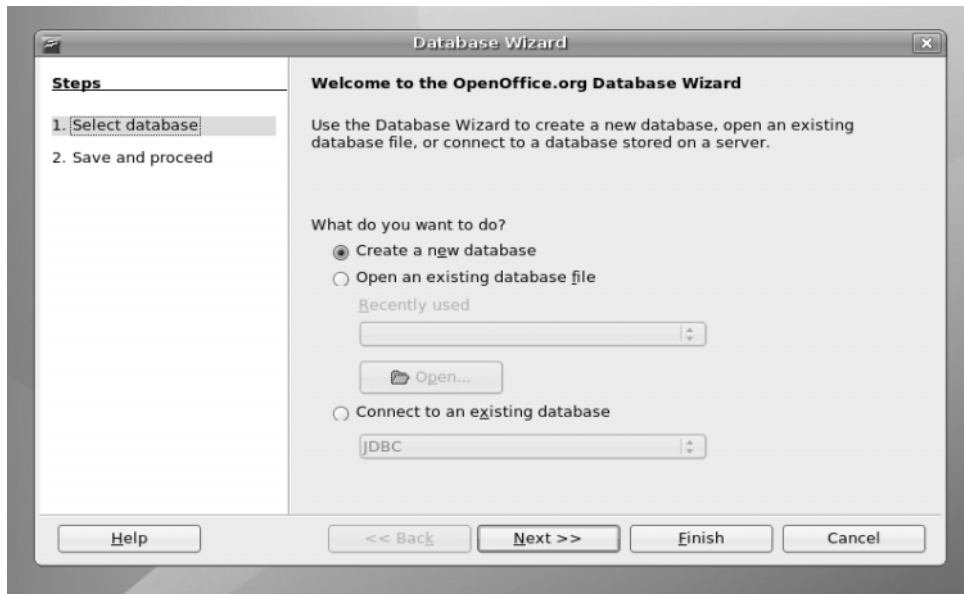 Database Wizard
Steps
1. Select database
2. Save and proceed
Welcome to the OpenOffice.org Database Wizard
Use the Database Wizard to create a new database, open an existing
database file, or connect to a database stored on a server.
What do you want to do?
Create a new database
Open an existing database file
Recently used
Open...
Connect to an existing database
JDBC
Help
<< Back
Next >>
Finish
Cancel